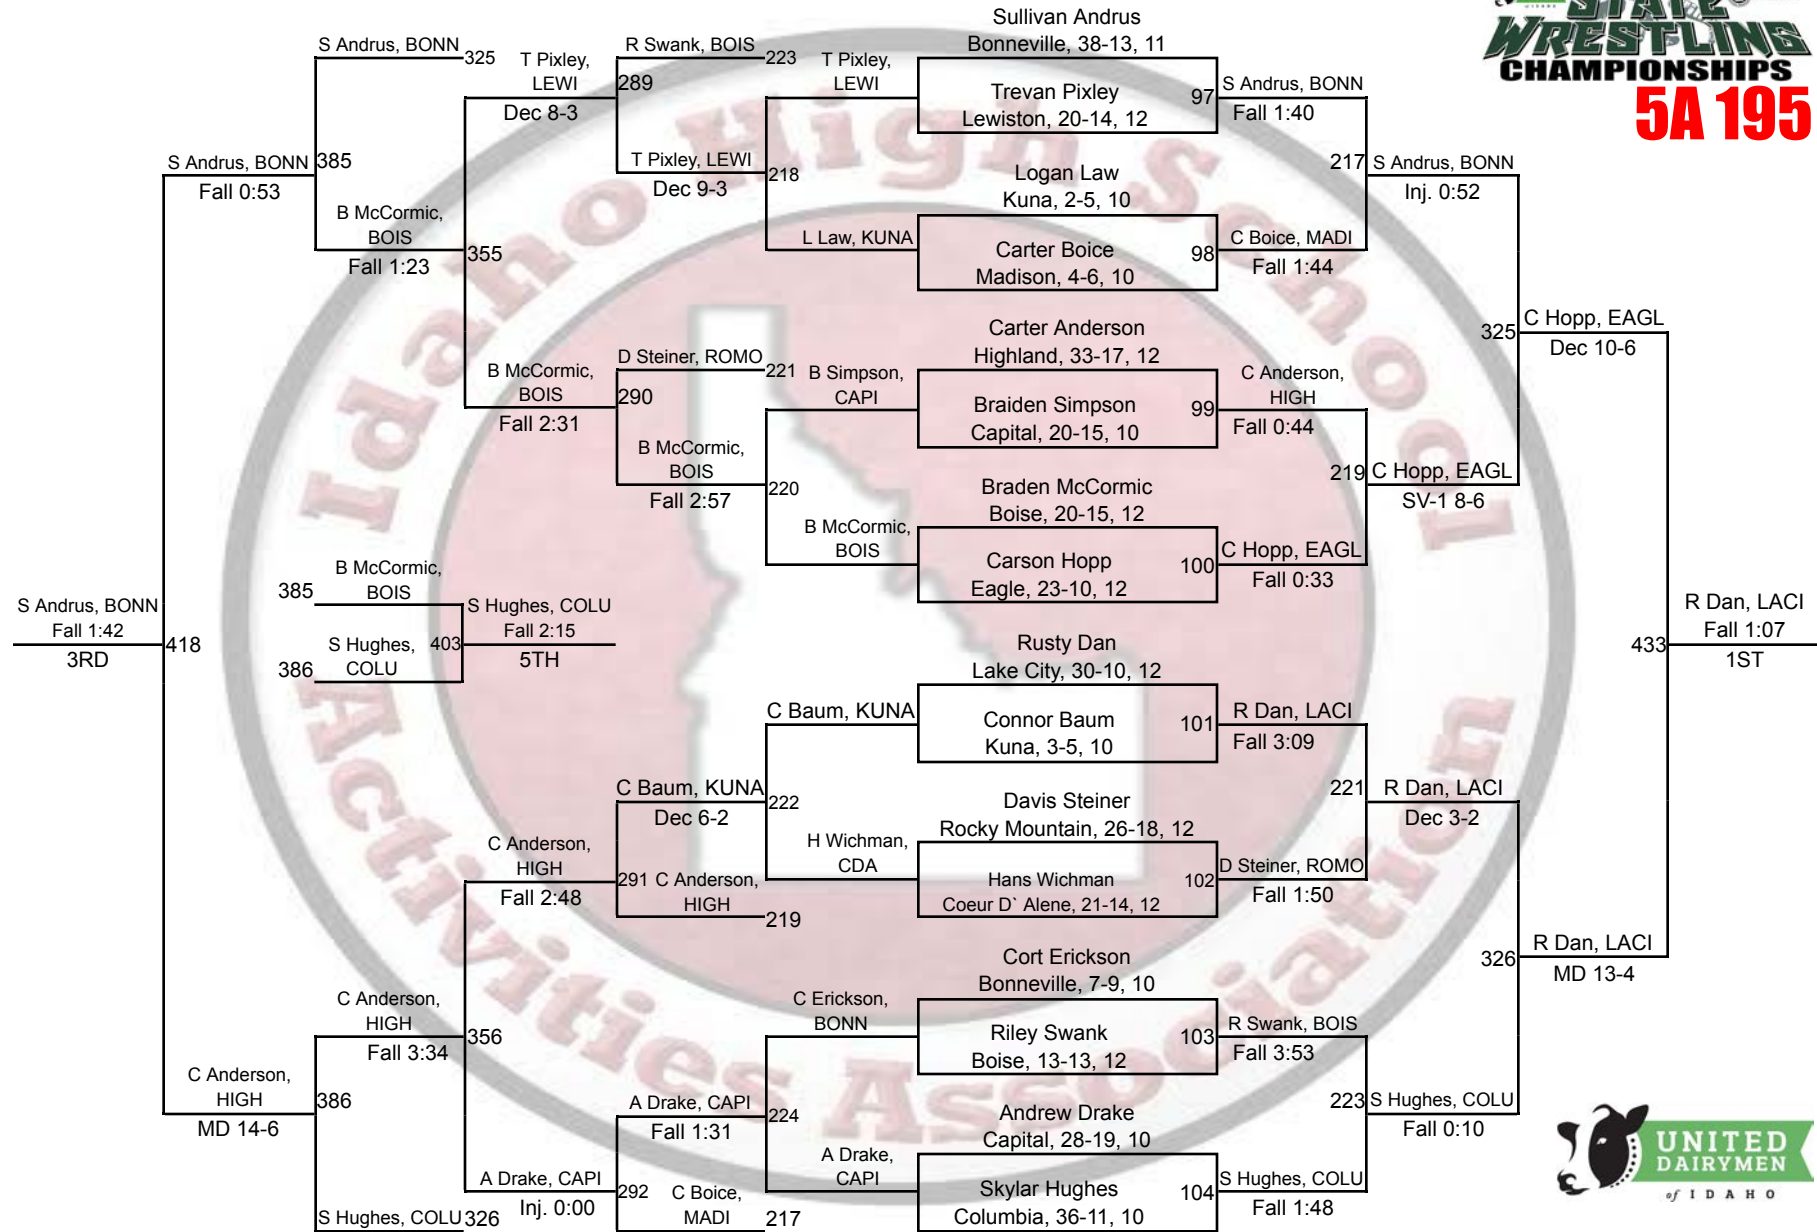 STATE
WRESTLING
CHAMPIONSHIPS
5A 195
Idaho High School
Activities Association
Sullivan Andrus
Bonneville, 38-13, 11
Trevan Pixley
Lewiston, 20-14, 12
97
Logan Law
Kuna, 2-5, 10
Carter Boice
Madison, 4-6, 10
98
Carter Anderson
Highland, 33-17, 12
Braiden Simpson
Capital, 20-15, 10
99
Braden McCormic
Boise, 20-15, 12
Carson Hopp
Eagle, 23-10, 12
100
Rusty Dan
Lake City, 30-10, 12
Connor Baum
Kuna, 3-5, 10
101
Davis Steiner
Rocky Mountain, 26-18, 12
Hans Wichman
Coeur D` Alene, 21-14, 12
102
Cort Erickson
Bonneville, 7-9, 10
Riley Swank
Boise, 13-13, 12
103
Andrew Drake
Capital, 28-19, 10
Skylar Hughes
Columbia, 36-11, 10
104
S Andrus, BONN
Fall 1:40
217
C Boice, MADI
Fall 1:44
C Anderson,
HIGH
Fall 0:44
219
C Hopp, EAGL
Fall 0:33
R Dan, LACI
Fall 3:09
221
D Steiner, ROMO
Fall 1:50
R Swank, BOIS
Fall 3:53
223
S Hughes, COLU
Fall 1:48
S Andrus, BONN
Inj. 0:52
325
C Hopp, EAGL
SV-1 8-6
R Dan, LACI
Dec 3-2
326
S Hughes, COLU
Fall 0:10
C Hopp, EAGL
Dec 10-6
433
R Dan, LACI
MD 13-4
R Dan, LACI
Fall 1:07
1ST
T Pixley,
LEWI
218
L Law, KUNA
B Simpson,
CAPI
220
B McCormic,
BOIS
C Baum, KUNA
222
H Wichman,
CDA
C Erickson,
BONN
224
A Drake,
CAPI
R Swank, BOIS
223
289
T Pixley, LEWI
Dec 9-3
D Steiner, ROMO
221
290
B McCormic,
BOIS
Fall 2:57
C Baum, KUNA
Dec 6-2
291
C Anderson,
HIGH
219
A Drake, CAPI
Fall 1:31
292
C Boice,
MADI
217
T Pixley,
LEWI
Dec 8-3
355
B McCormic,
BOIS
Fall 2:31
C Anderson,
HIGH
Fall 2:48
356
A Drake, CAPI
Inj. 0:00
S Andrus, BONN
325
385
B McCormic,
BOIS
Fall 1:23
C Anderson,
HIGH
Fall 3:34
386
S Hughes, COLU
326
S Andrus, BONN
Fall 0:53
418
C Anderson,
HIGH
MD 14-6
S Andrus, BONN
Fall 1:42
3RD
385
B McCormic,
BOIS
403
386
S Hughes,
COLU
S Hughes, COLU
Fall 2:15
5TH
UNITED
DAIRYMEN
of IDAHO